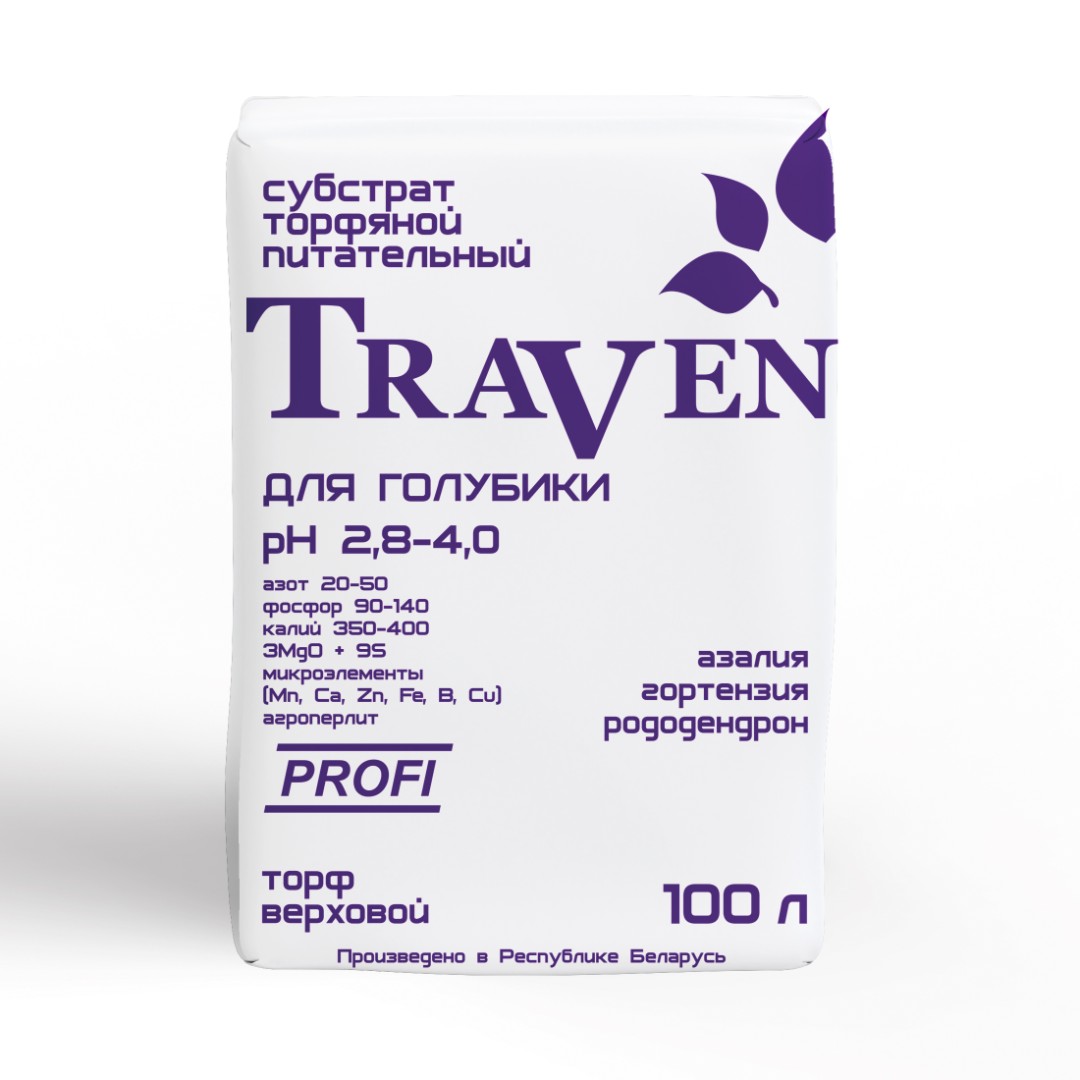 субстрат
торфяной
питательный
TRAVEN
ДЛЯ ГОЛУБИКИ
pH 2,8-4,0
азот 20-50
фосфор 90-140
калий 350-400
3MgO + 9S
микроэлементы
(Mn, Ca, Zn, Fe, B, Cu)
агроперлит
азалия
гортензия
рододендрон
PROFI
торф
верховой
100 л
Произведено в Республике Беларусь